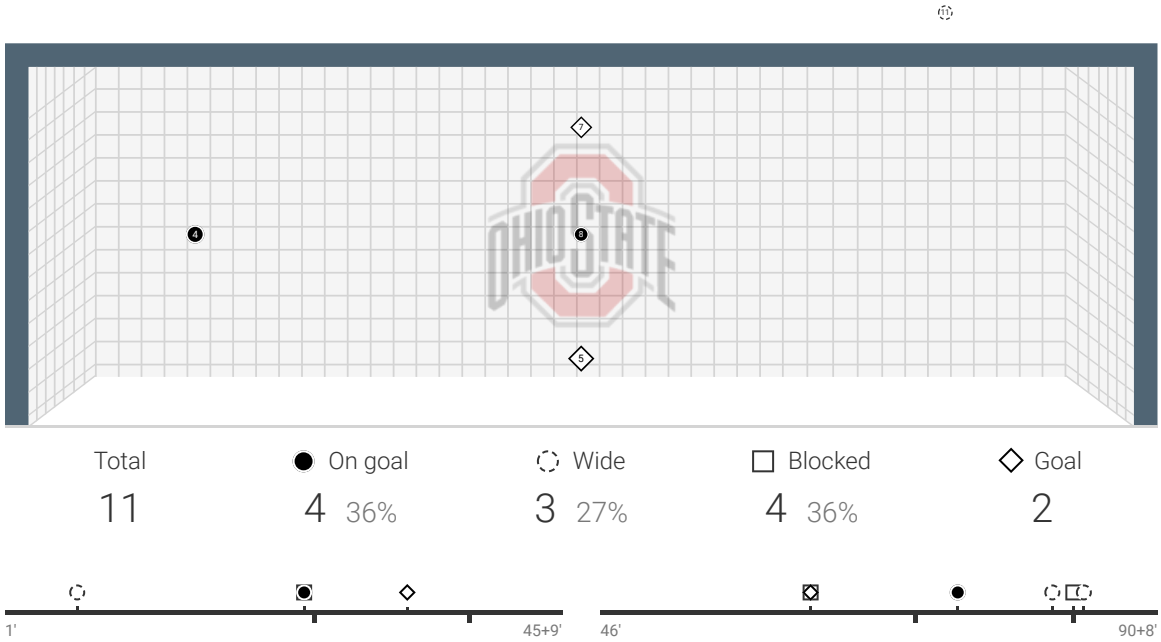 11
7
OHIO STATE
4
8
5
Total
On goal
Wide
Blocked
Goal
11
4 36%
3 27%
4 36%
2
1'
45+9'
46'
90+8'